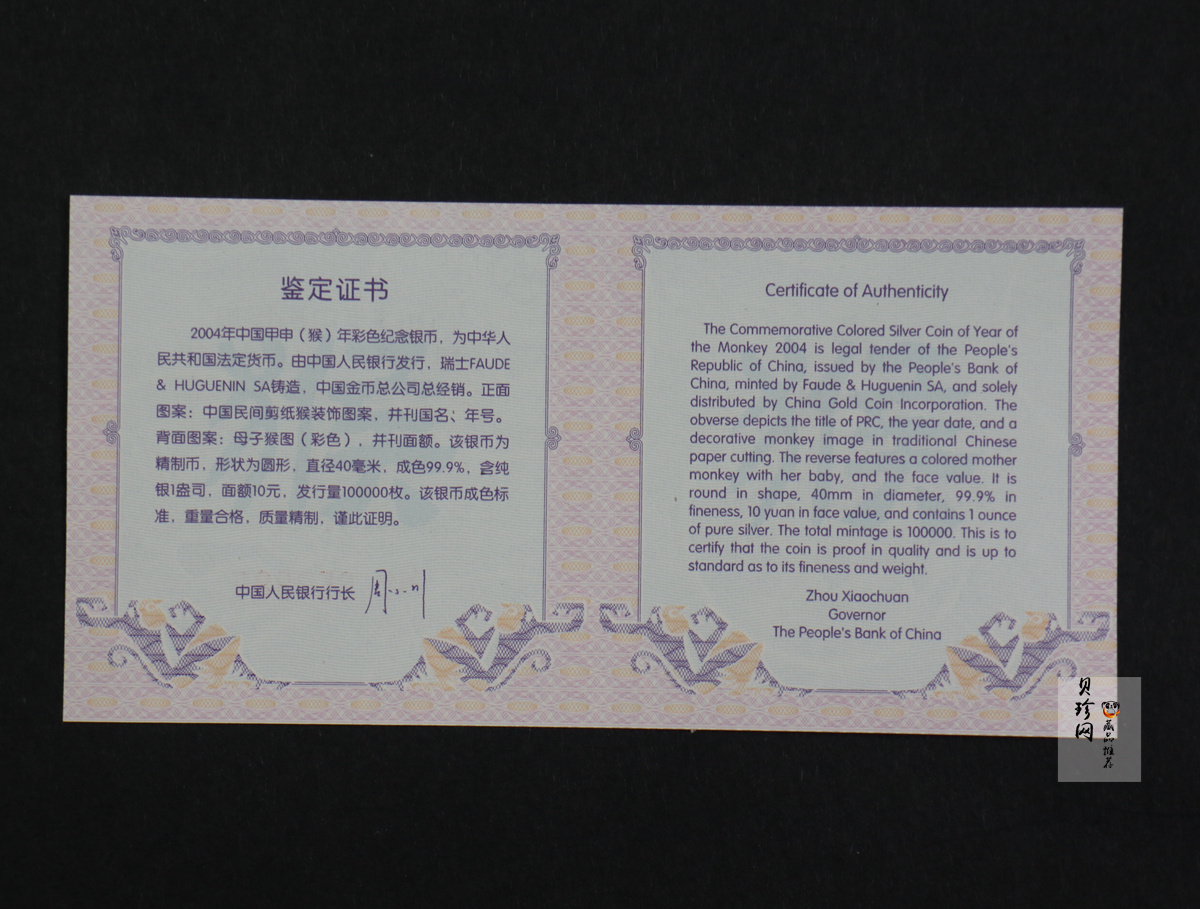 鉴定证书
2004年中国甲申（猴）年彩色纪念银币，为中华人
民共和国法定货币。由中国人民银行发行，瑞士FAUDE
& HUGUENIN SA铸造，中国金币总公司总经销。正面
图案：中国民间剪纸猴装饰图案，并刊国名、年号。
背面图案：母子猴图（彩色），并刊面额。该银币为
精制币，形状为圆形，直径40毫米，成色99.9%，含纯
银1盎司，面额10元，发行量100000枚。该银币成色标
准，重量合格，质量精制，谨此证明。
中国人民银行行长 周小川
Certificate of Authenticity
The Commemorative Colored Silver Coin of Year of
the Monkey 2004 is legal tender of the People's
Republic of China, issued by the People's Bank of
China, minted by Faude & Huguenin SA, and solely
distributed by China Gold Coin Incorporation. The
obverse depicts the title of PRC, the year date, and a
decorative monkey image in traditional Chinese
paper cutting. The reverse features a colored mother
monkey with her baby, and the face value. It is
round in shape, 40mm in diameter, 99.9% in
fineness, 10 yuan in face value, and contains 1 ounce
of pure silver. The total mintage is 100000. This is to
certify that the coin is proof in quality and is up to
standard as to its fineness and weight.
Zhou Xiaochuan
Governor
The People's Bank of China
贝珍网
藏品推荐